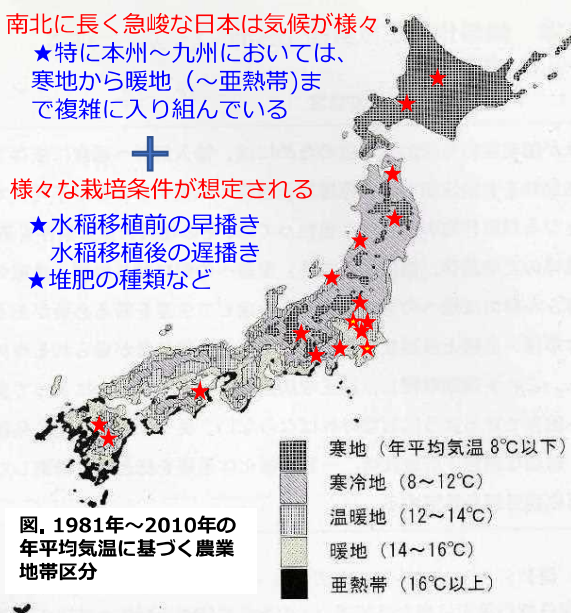 南北に長く急峻な日本は気候が様々
★特に本州～九州においては、
寒地から暖地（～亜熱帯)ま
で複雑に入り組んでいる
+
様々な栽培条件が想定される
★水稲移植前の早播き
水稲移植後の遅播き
★堆肥の種類など
寒地（年平均気温 8℃以下）
寒冷地（8～12℃）
温暖地（12～14℃）
暖地（14～16℃）
亜熱帯（16℃以上）
図. 1981年～2010年の
年平均気温に基づく農業
地帯区分